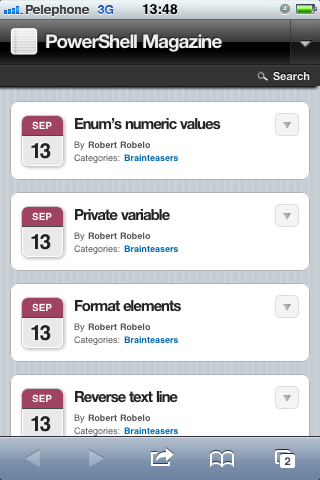 Pelephone 3G 13:48
PowerShell Magazine
Search
SEP
13
Enum's numeric values
By Robert Robelo
Categories: Brainteasers
SEP
13
Private variable
By Robert Robelo
Categories: Brainteasers
SEP
13
Format elements
By Robert Robelo
Categories: Brainteasers
SEP
13
Reverse text line
By Robert Robelo
Categories: Brainteasers
2